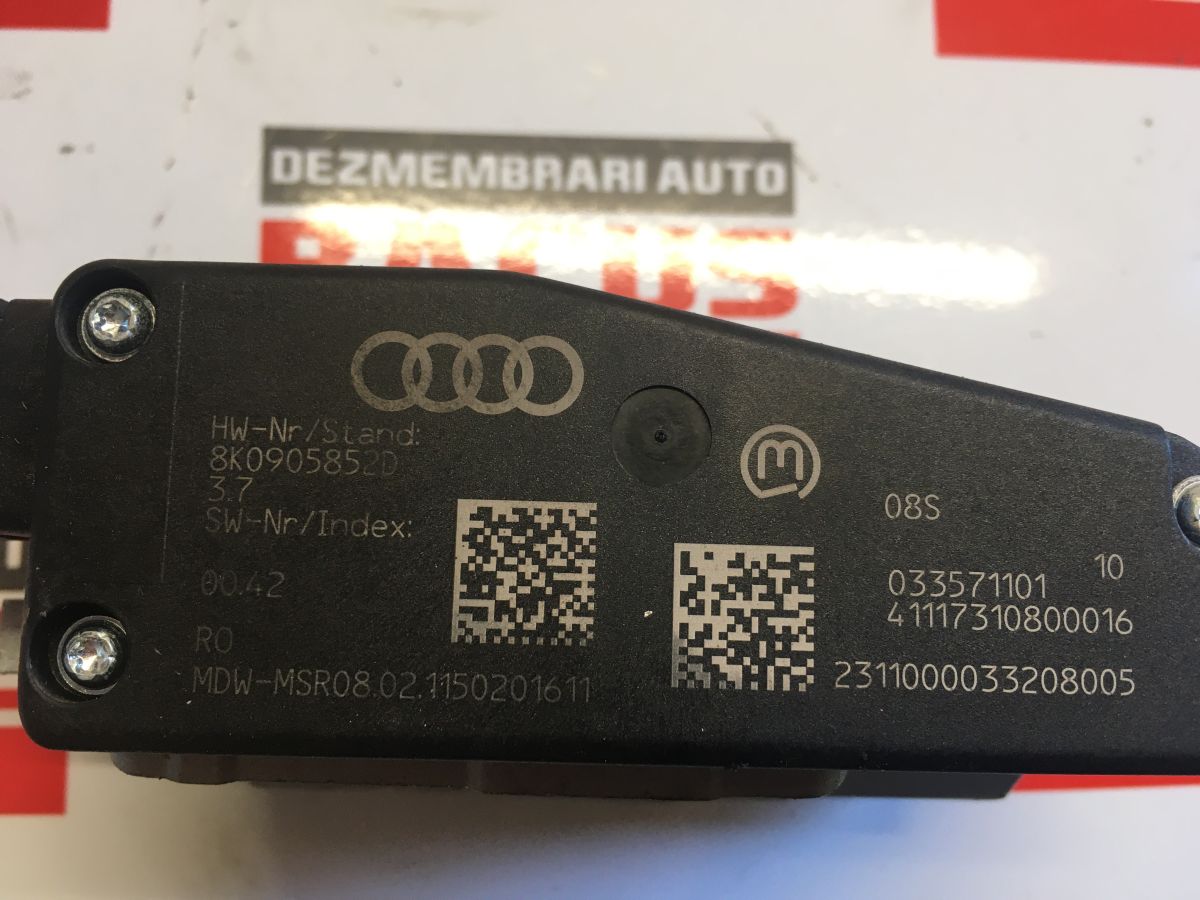 DEZMEMBRARI AUTO
HW-Nr/Stand:
8K0905852D
3.7
SW-Nr/Index:
00.42
R0
MDW-MSR08.02.1150201611
08S
10
033571101
41117310800016
2311000033208005